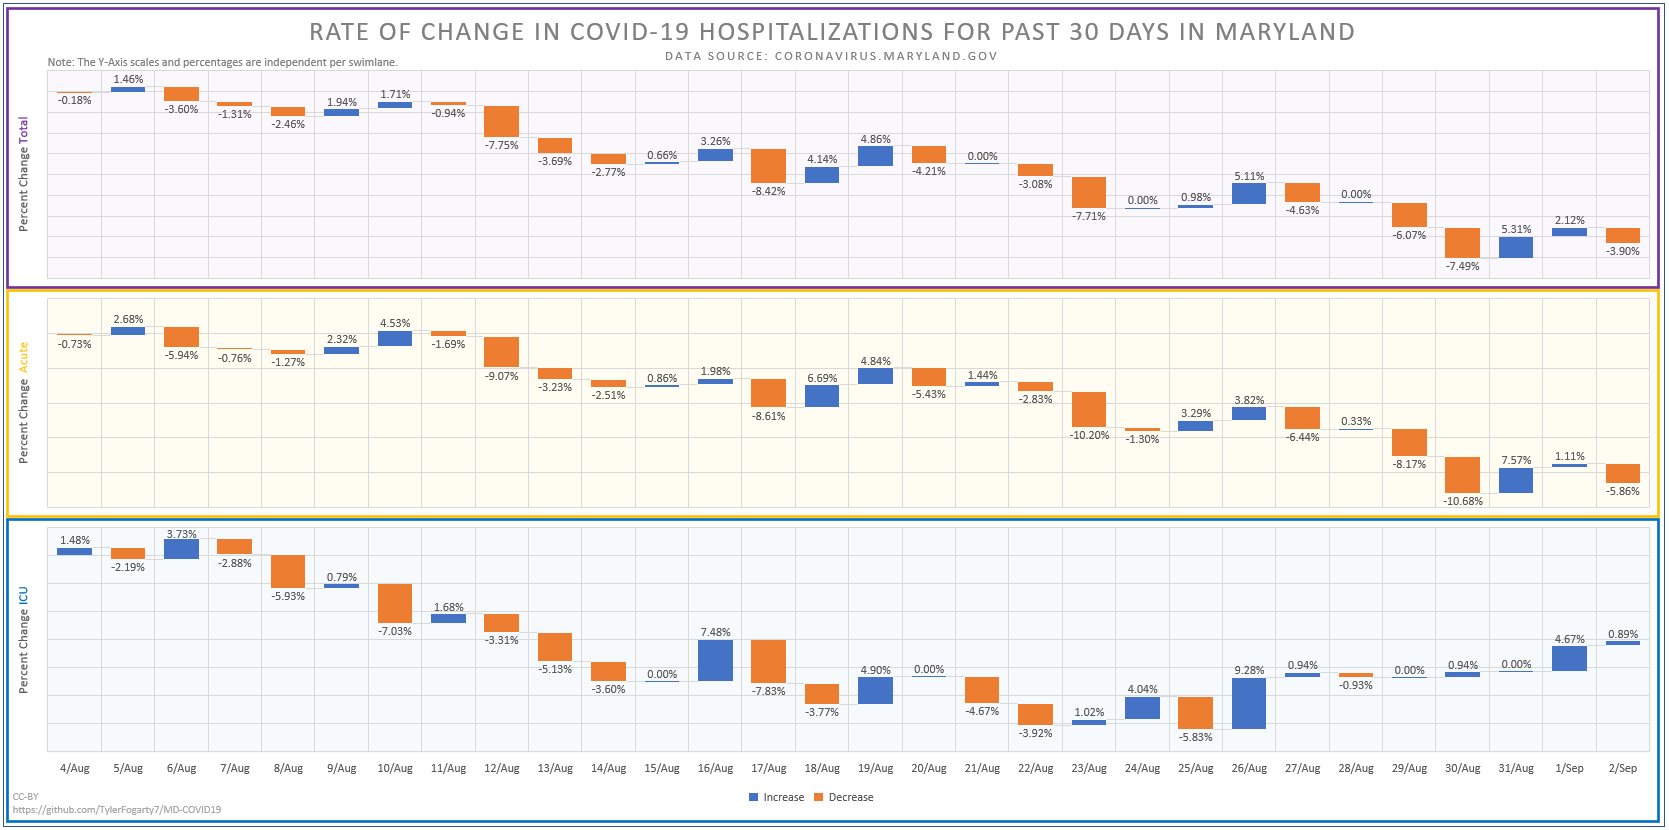 RATE OF CHANGE IN COVID-19 HOSPITALIZATIONS FOR PAST 30 DAYS IN MARYLAND
DATA SOURCE: CORONAVIRUS.MARYLAND.GOV
Note: The Y-Axis scales and percentages are independent per swimlane.
Percent Change Total
-0.18% 1.46% -3.60% -1.31% -2.46% 1.94% 1.71% -0.94% -7.75% -3.69% -2.77% 0.66% 3.26% -8.42% 4.14% 4.86% -4.21% 0.00% -3.08% -7.71% 0.00% 0.98% 5.11% -4.63% 0.00% -6.07% -7.49% 5.31% 2.12% -3.90%
Percent Change Acute
-0.73% 2.68% -5.94% -0.76% -1.27% 2.32% 4.53% -1.69% -9.07% -3.23% -2.51% 0.86% 1.98% -8.61% 6.69% 4.84% -5.43% 1.44% -2.83% -10.20% -1.30% 3.29% 3.82% -6.44% 0.33% -8.17% -10.68% 7.57% 1.11% -5.86%
Percent Change ICU
1.48% -2.19% 3.73% -2.88% -5.93% 0.79% -7.03% 1.68% -3.31% -5.13% -3.60% 0.00% 7.48% -7.83% -3.77% 4.90% 0.00% -4.67% -3.92% 1.02% 4.04% -5.83% 9.28% 0.94% -0.93% 0.00% 0.94% 0.00% 4.67% 0.89%
4/Aug 5/Aug 6/Aug 7/Aug 8/Aug 9/Aug 10/Aug 11/Aug 12/Aug 13/Aug 14/Aug 15/Aug 16/Aug 17/Aug 18/Aug 19/Aug 20/Aug 21/Aug 22/Aug 23/Aug 24/Aug 25/Aug 26/Aug 27/Aug 28/Aug 29/Aug 30/Aug 31/Aug 1/Sep 2/Sep
Increase Decrease
CC-BY
https://github.com/TylerFogarty7/MD-COVID19